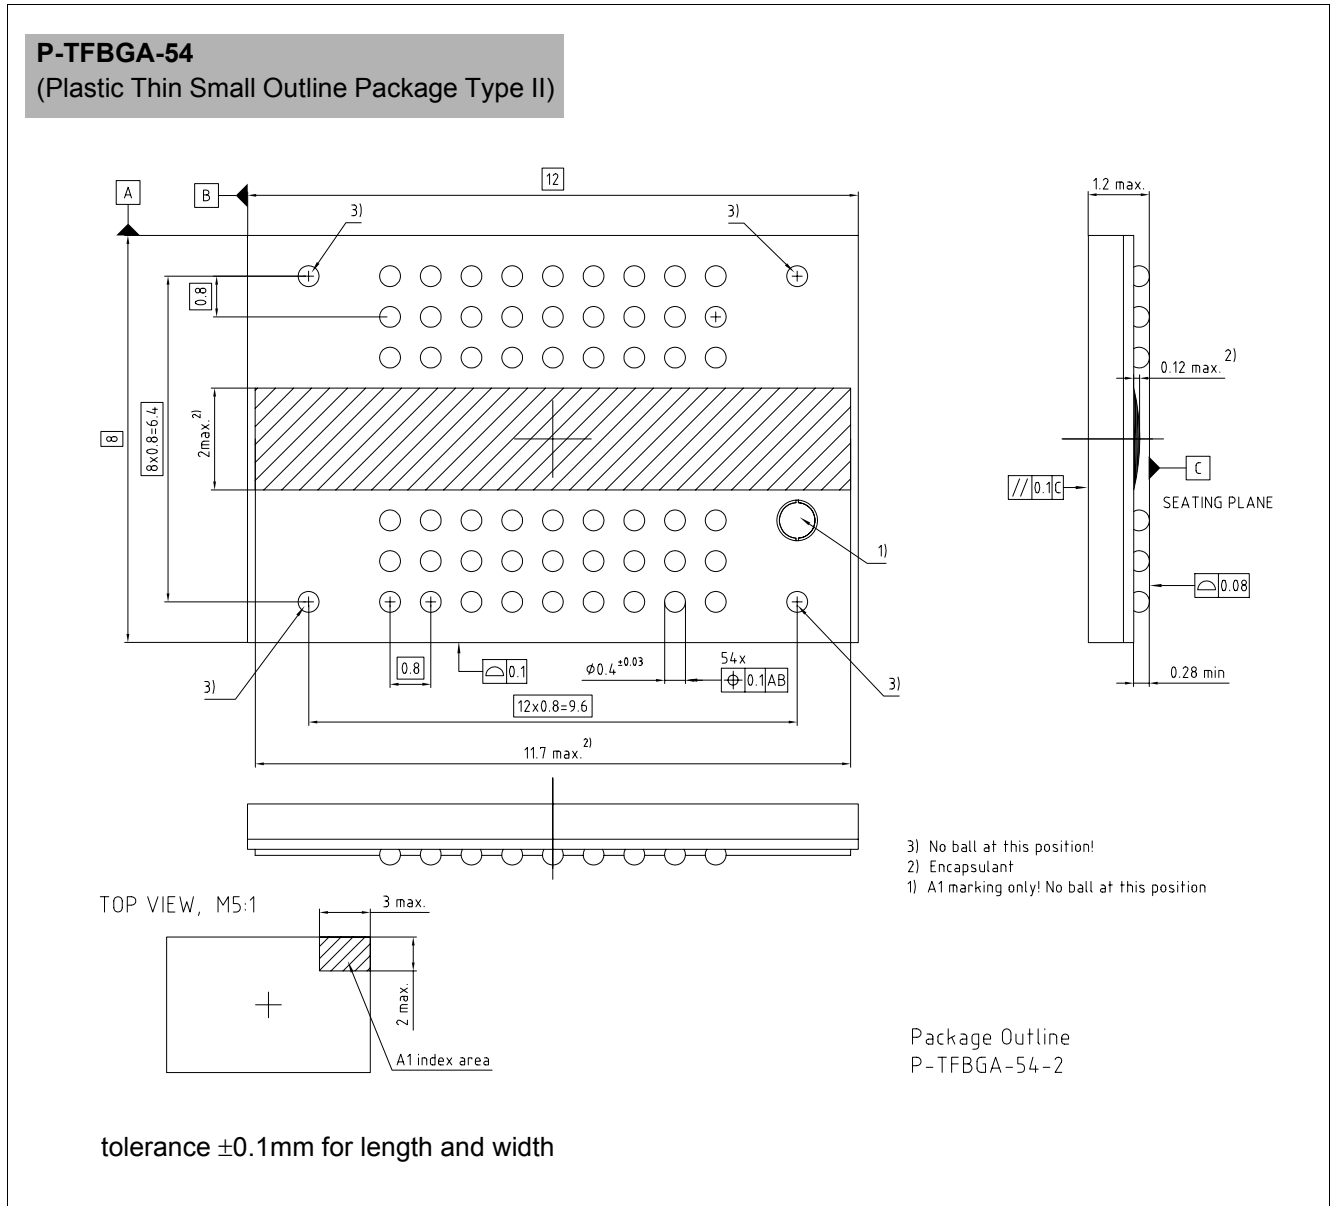 P-TFBGA-54
(Plastic Thin Small Outline Package Type II)
A
B
12
1.2 max.
3)
3)
0.8
8
8x0.8=6.4
2max.²⁾
0.12 max. ²⁾
C
// 0.1 C
SEATING PLANE
1)
⌓ 0.08
0.28 min
3)
0.8
⌓ 0.1
⌀0.4 ±0.03
54x
⌖ 0.1 AB
3)
12x0.8=9.6
11.7 max.²⁾
3) No ball at this position!
2) Encapsulant
1) A1 marking only! No ball at this position
TOP VIEW, M5:1
3 max.
2 max.
A1 index area
Package Outline
P-TFBGA-54-2
tolerance ±0.1mm for length and width